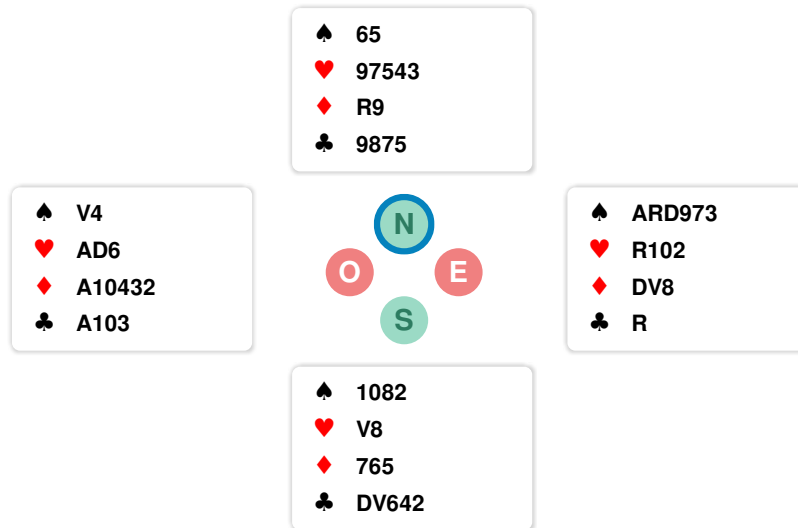 ♠ 65
♥ 97543
♦ R9
♣ 9875
♠ V4
♥ AD6
♦ A10432
♣ A103
N
O E
S
♠ ARD973
♥ R102
♦ DV8
♣ R
♠ 1082
♥ V8
♦ 765
♣ DV642